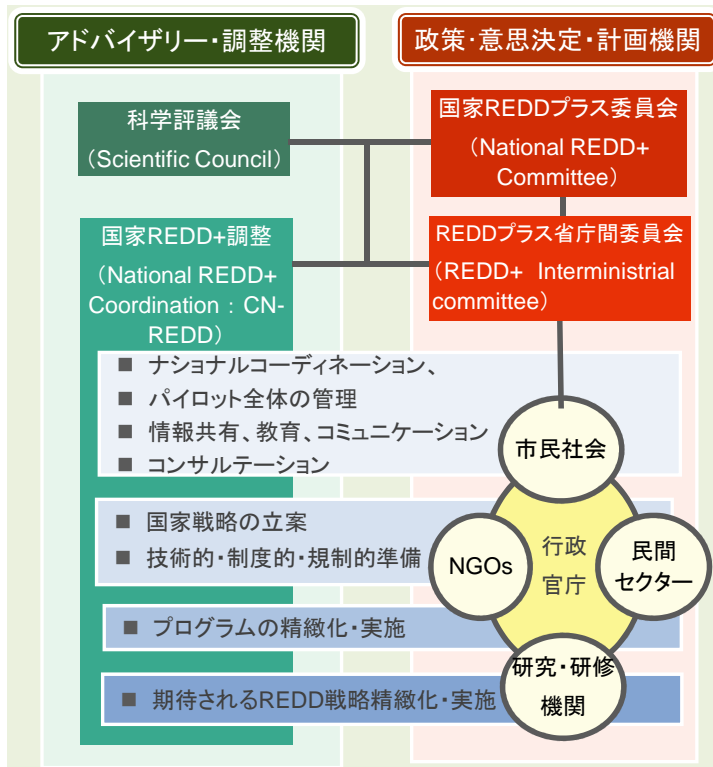 アドバイザリー・調整機関
政策・意思決定・計画機関
科学評議会
（Scientific Council）
国家REDDプラス委員会
（National REDD+
Committee）
国家REDD+調整
（National REDD+
Coordination：CN-
REDD）
REDDプラス省庁間委員会
（REDD+ Interministrial
committee）
■ ナショナルコーディネーション、
■ パイロット全体の管理
■ 情報共有、教育、コミュニケーション
■ コンサルテーション
市民社会
■ 国家戦略の立案
■ 技術的・制度的・規制的準備
NGOs
行政
官庁
民間
セクター
■ プログラムの精緻化・実施
■ 期待されるREDD戦略精緻化・実施
研究・研修
機関